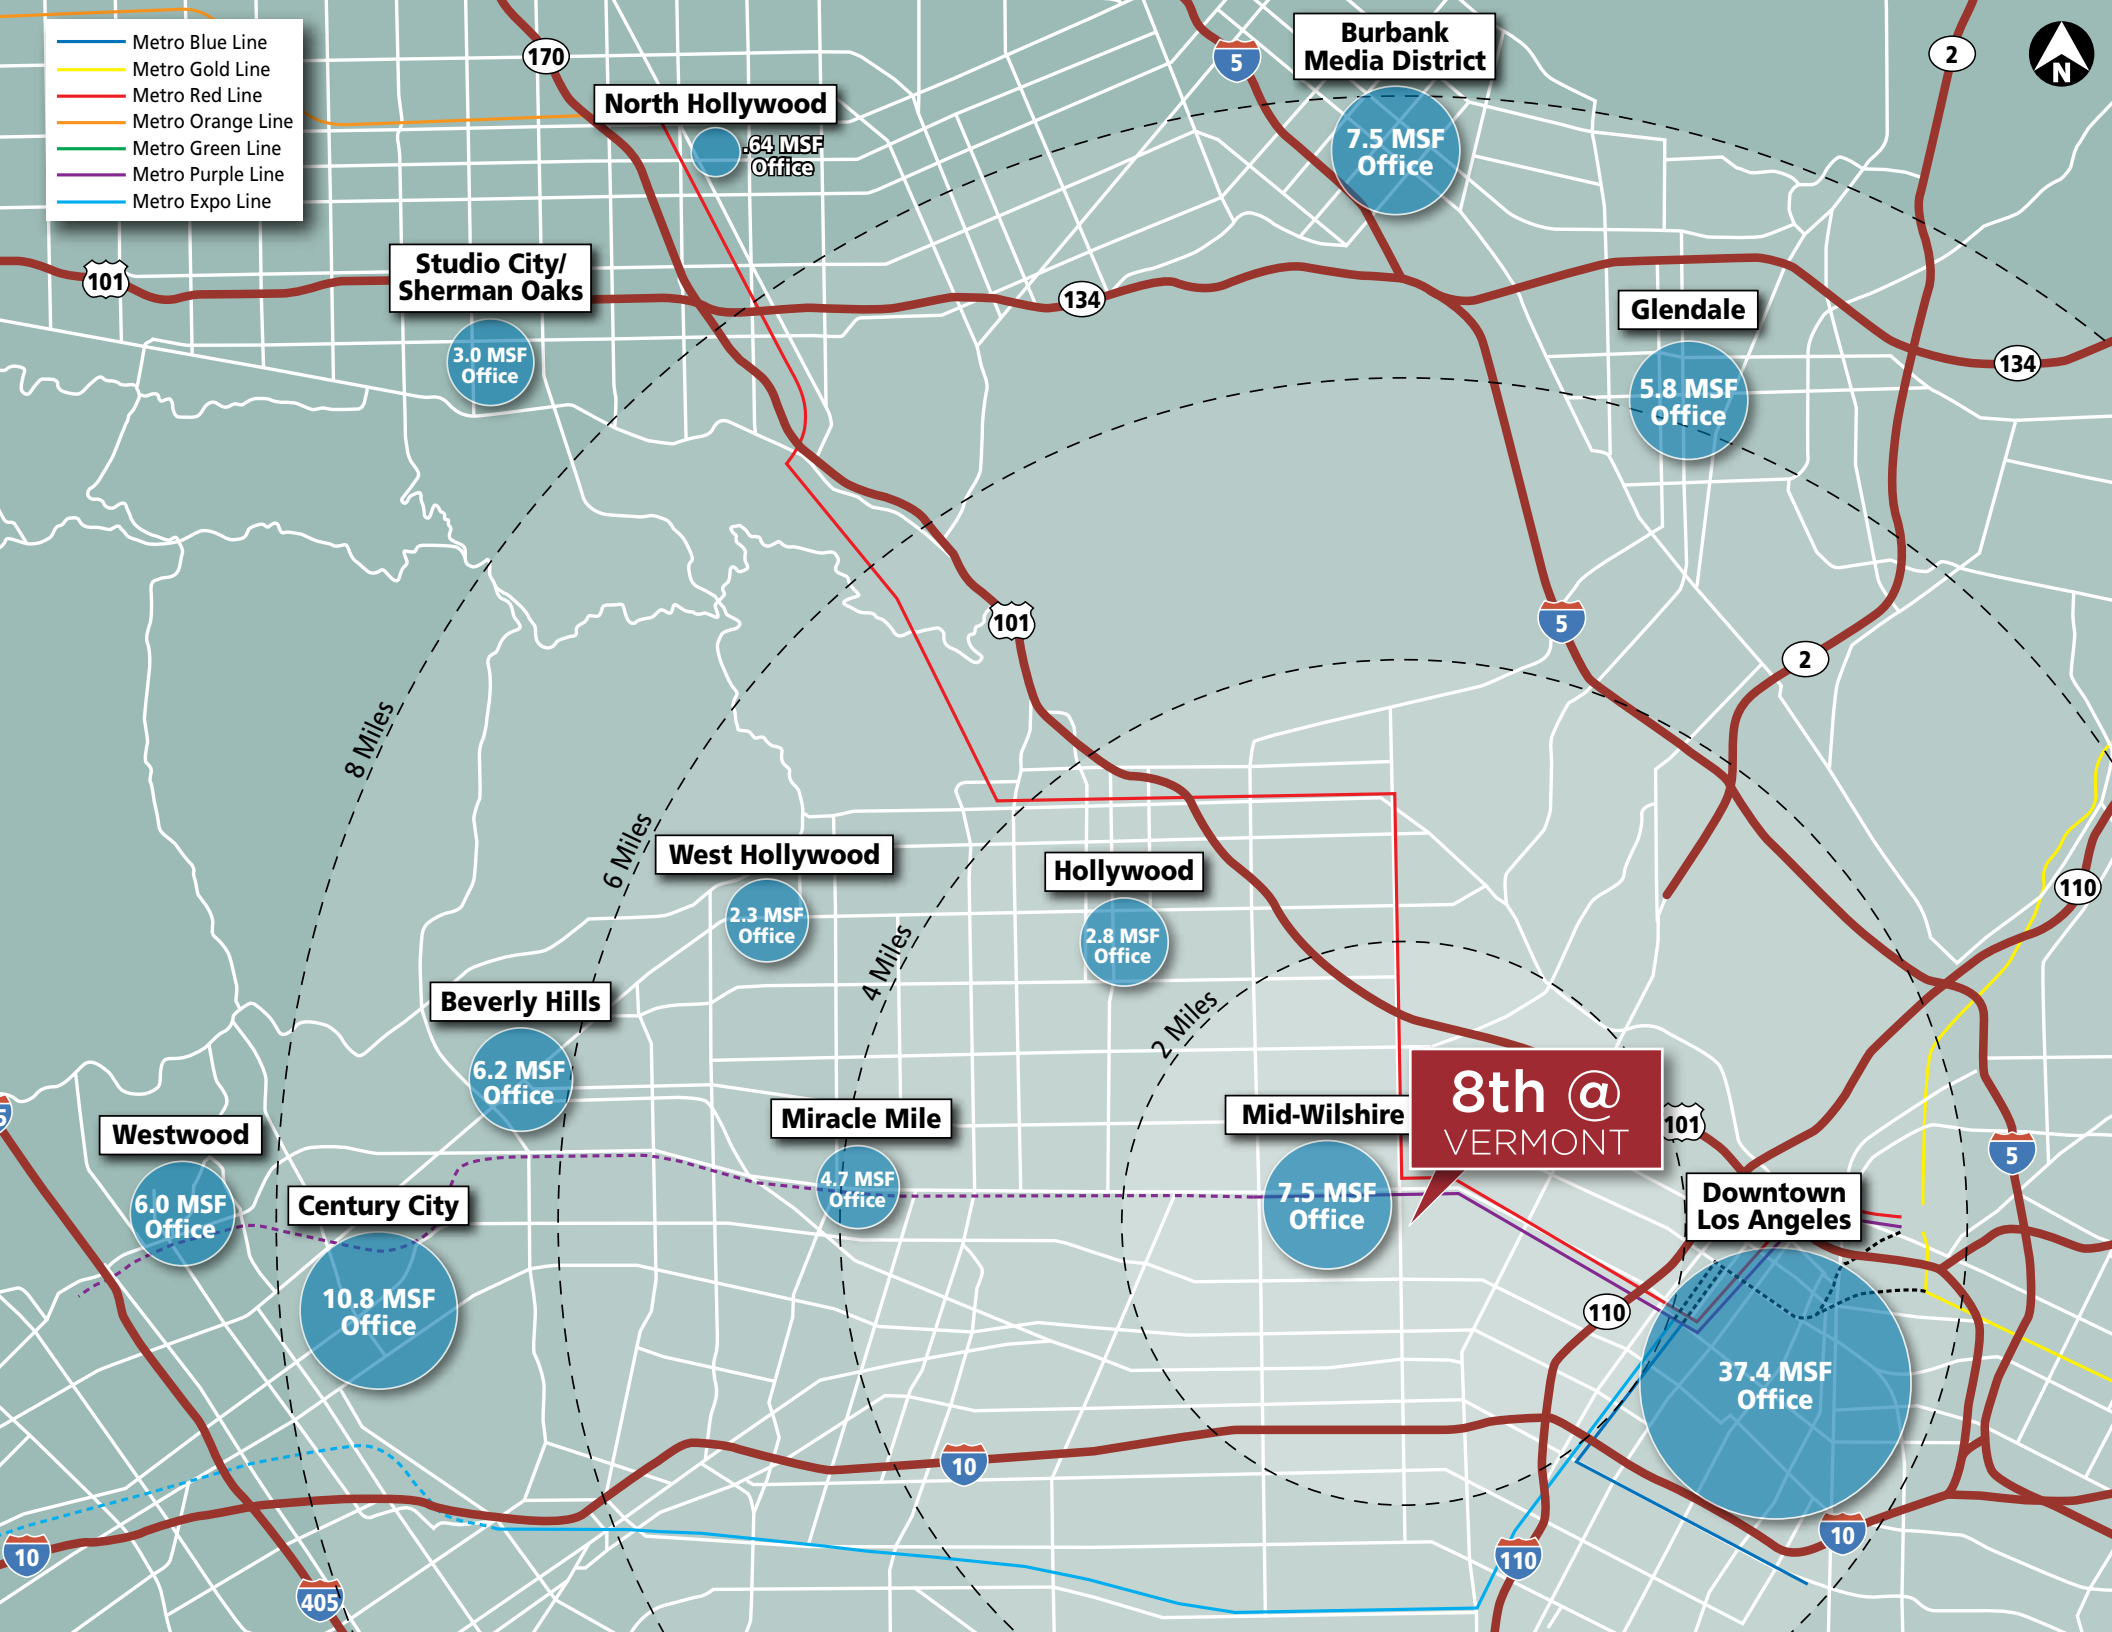 Metro Blue Line
Metro Gold Line
Metro Red Line
Metro Orange Line
Metro Green Line
Metro Purple Line
Metro Expo Line
170
5
Burbank
Media District
7.5 MSF
Office
2
N
North Hollywood
.64 MSF
Office
101
Studio City/
Sherman Oaks
3.0 MSF
Office
134
Glendale
5.8 MSF
Office
134
101
5
2
8 Miles
6 Miles
4 Miles
2 Miles
West Hollywood
2.3 MSF
Office
Hollywood
2.8 MSF
Office
110
Beverly Hills
6.2 MSF
Office
5
Westwood
6.0 MSF
Office
Century City
10.8 MSF
Office
Miracle Mile
4.7 MSF
Office
Mid-Wilshire
7.5 MSF
Office
8th @
VERMONT
101
5
Downtown
Los Angeles
37.4 MSF
Office
110
10
10
405
110
10